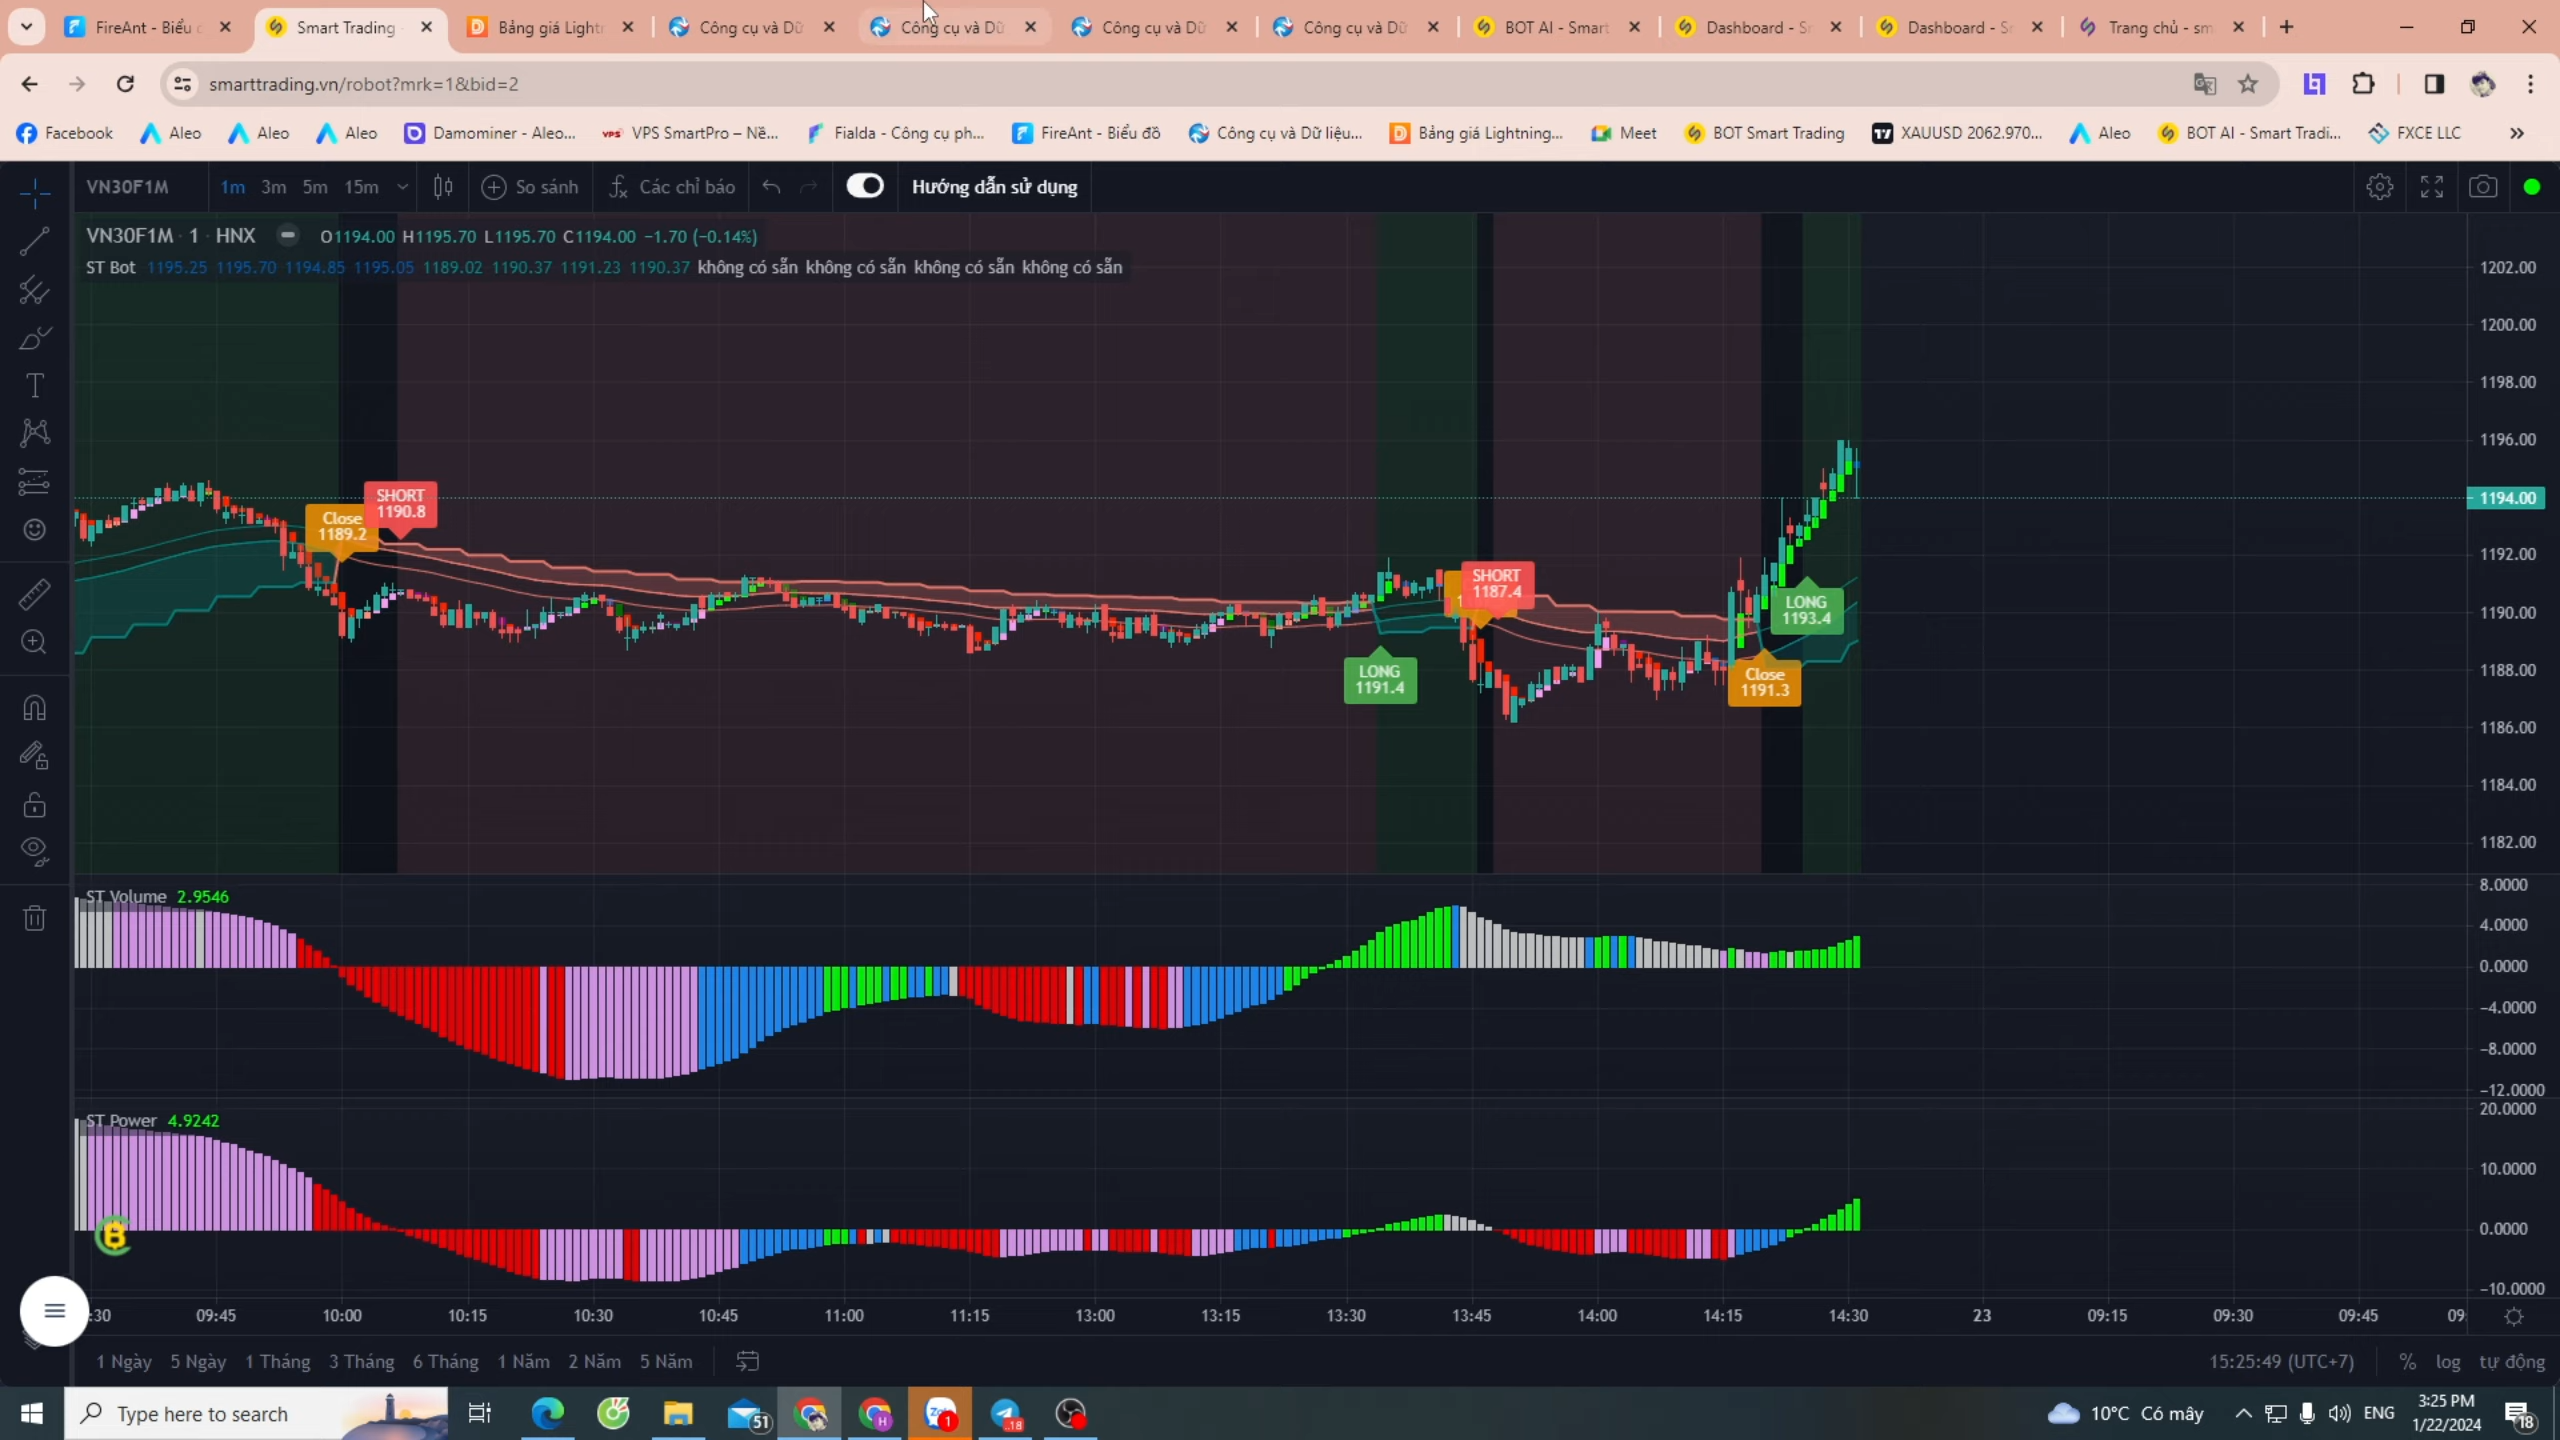 FireAnt - Biểu Smart Trading Bảng giá Light Công cụ và Dữ Công cụ và Dữ Công cụ và Dữ Công cụ và Dữ BOT AI - Smart Dashboard - Dashboard - Trang chủ - sm
smarttrading.vn/robot?mrk=1&bid=2
Facebook Aleo Aleo Aleo Damominer - Aleo... VPS SmartPro – Nề... Fialda - Công cụ ph... FireAnt - Biểu đồ Công cụ và Dữ liệu... Bảng giá Lightning... Meet BOT Smart Trading XAUUSD 2062.970... Aleo BOT AI - Smart Tradi... FXCE LLC »
VN30F1M 1m 3m 5m 15m So sánh Các chỉ báo Hướng dẫn sử dụng
VN30F1M · 1 · HNX O1194.00 H1195.70 L1195.70 C1194.00 −1.70 (−0.14%)
ST Bot 1195.25 1195.70 1194.85 1195.05 1189.02 1190.37 1191.23 1190.37 không có sẵn không có sẵn không có sẵn không có sẵn
1202.00
1200.00
1198.00
1196.00
1194.00
1192.00
1190.00
1188.00
1186.00
1184.00
1182.00
Close
1189.2
SHORT
1190.8
LONG
1191.4
SHORT
1187.4
Close
1191.3
LONG
1193.4
ST Volume 2.9546
8.0000
4.0000
0.0000
−4.0000
−8.0000
−12.0000
ST Power 4.9242
20.0000
10.0000
0.0000
−10.0000
:30 09:45 10:00 10:15 10:30 10:45 11:00 11:15 13:00 13:15 13:30 13:45 14:00 14:15 14:30 23 09:15 09:30 09:45 09:
1 Ngày 5 Ngày 1 Tháng 3 Tháng 6 Tháng 1 Năm 2 Năm 5 Năm 15:25:49 (UTC+7) % log tự động
Type here to search 51 Zalo 1 18 10°C Có mây ENG 3:25 PM
1/22/2024 18